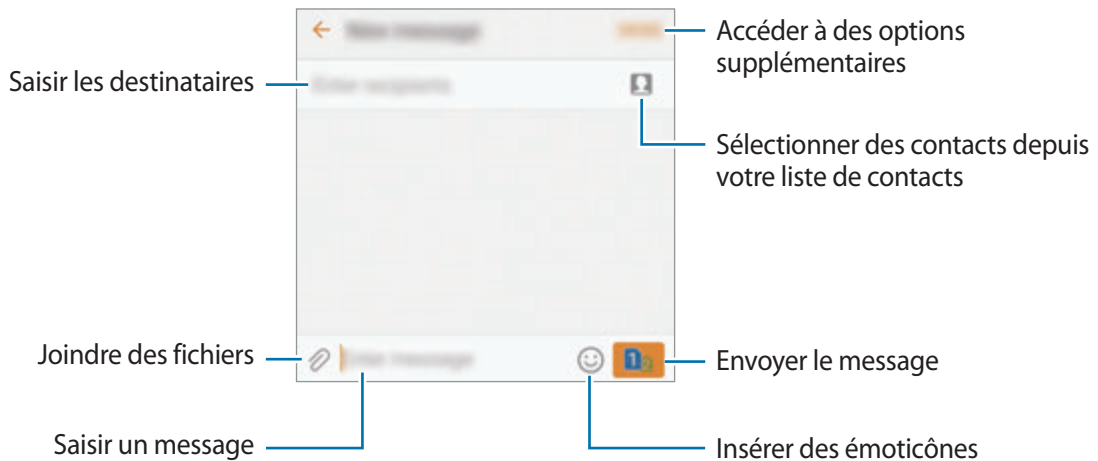 Accéder à des options
supplémentaires
Saisir les destinataires
Sélectionner des contacts depuis
votre liste de contacts
Joindre des fichiers
1
Envoyer le message
Saisir un message
Insérer des émoticônes